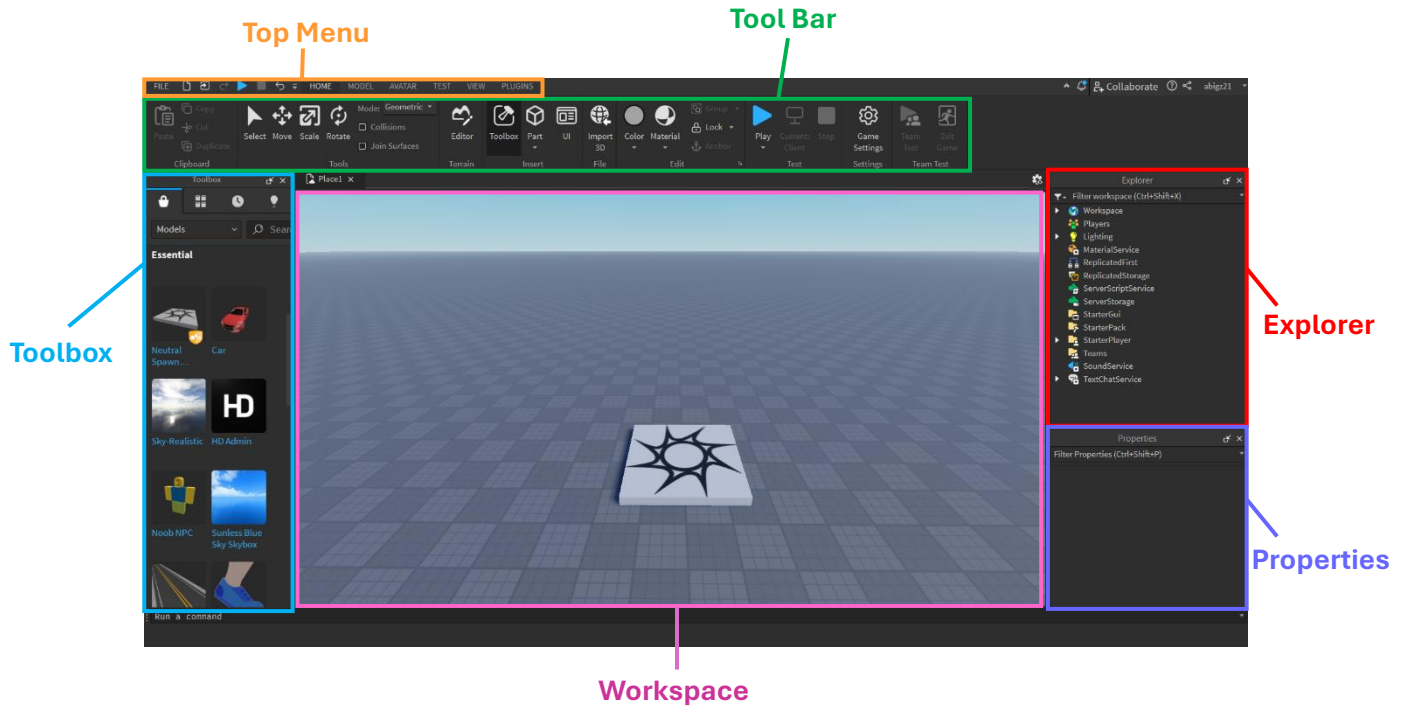 Tool Bar
Top Menu
FILE HOME MODEL AVATAR TEST VIEW PLUGINS
Collaborate abigz21
Copy
Mode: Geometric
Group
Cut
Collisions
Lock
Paste
Select Move Scale Rotate
Editor
Toolbox Part UI
Import
3D
Color Material
Play
Current:
Client
Stop
Game
Settings
Team
Test
Exit
Game
Duplicate
Join Surfaces
Anchor
Clipboard Tools Terrain Insert File Edit Test Settings Team Test
Toolbox
Place1
Explorer
Filter workspace (Ctrl+Shift+X)
Workspace
Players
Lighting
MaterialService
ReplicatedFirst
ReplicatedStorage
ServerScriptService
ServerStorage
StarterGui
StarterPack
StarterPlayer
Teams
SoundService
TextChatService
Models
Sear
Essential
Neutral
Spawn...
Car
Sky-Realistic
HD
HD Admin
Noob NPC
Sunless Blue
Sky Skybox
Toolbox
Explorer
Properties
Filter Properties (Ctrl+Shift+P)
Properties
Run a command
Workspace